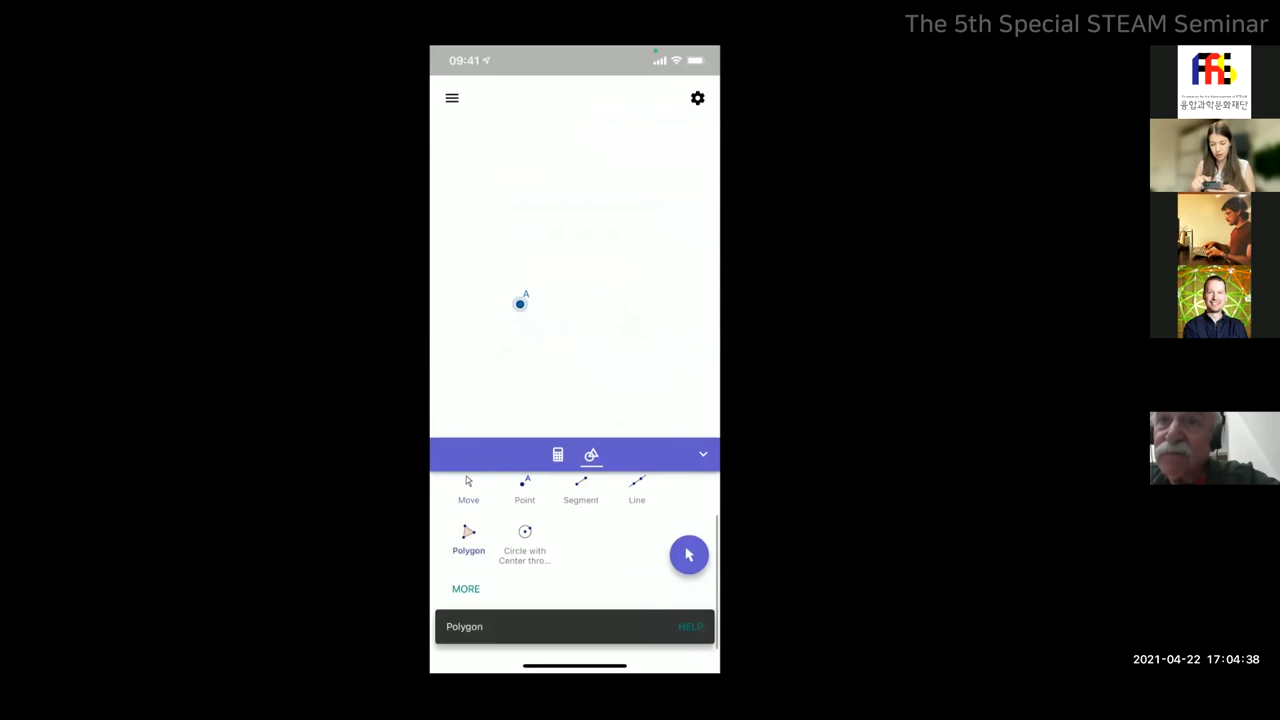 The 5th Special STEAM Seminar
09:41
융합과학문화재단
A
Move
Point
Segment
Line
Polygon
Circle with
Center thro...
MORE
Polygon
HELP
2021-04-22 17:04:38